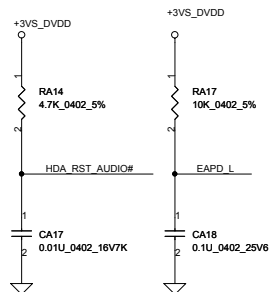 +3VS_DVDD
+3VS_DVDD
1
1
RA14
4.7K_0402_5%
RA17
10K_0402_5%
2
2
HDA_RST_AUDIO#
EAPD_L
1
1
CA17
0.01U_0402_16V7K
CA18
0.1U_0402_25V6
2
2